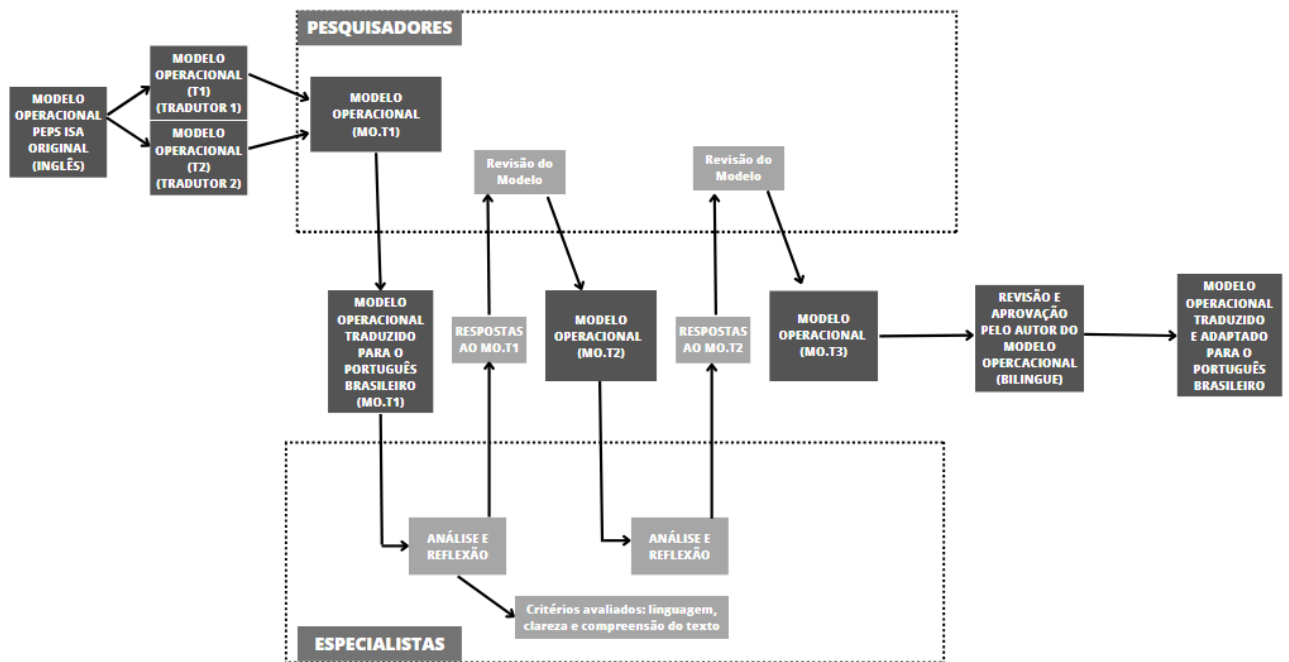 PESQUISADORES
MODELO
OPERACIONAL
PEPS ISA
ORIGINAL
(INGLÊS)
MODELO
OPERACIONAL
(T1)
(TRADUTOR 1)
MODELO
OPERACIONAL
(T2)
(TRADUTOR 2)
MODELO
OPERACIONAL
(MO.T1)
Revisão do
Modelo
Revisão do
Modelo
MODELO
OPERACIONAL
TRADUZIDO
PARA O
PORTUGUÊS
BRASILEIRO
(MO.T1)
RESPOSTAS
AO MO.T1
MODELO
OPERACIONAL
(MO.T2)
RESPOSTAS
AO MO.T2
MODELO
OPERACIONAL
(MO.T3)
REVISÃO E
APROVAÇÃO
PELO AUTOR DO
MODELO
OPERCACIONAL
(BILINGUE)
MODELO
OPERACIONAL
TRADUZIDO
E ADAPTADO
PARA O
PORTUGUÊS
BRASILEIRO
ANÁLISE E
REFLEXÃO
ANÁLISE E
REFLEXÃO
Critérios avaliados: linguagem,
clareza e compreensão do texto
ESPECIALISTAS